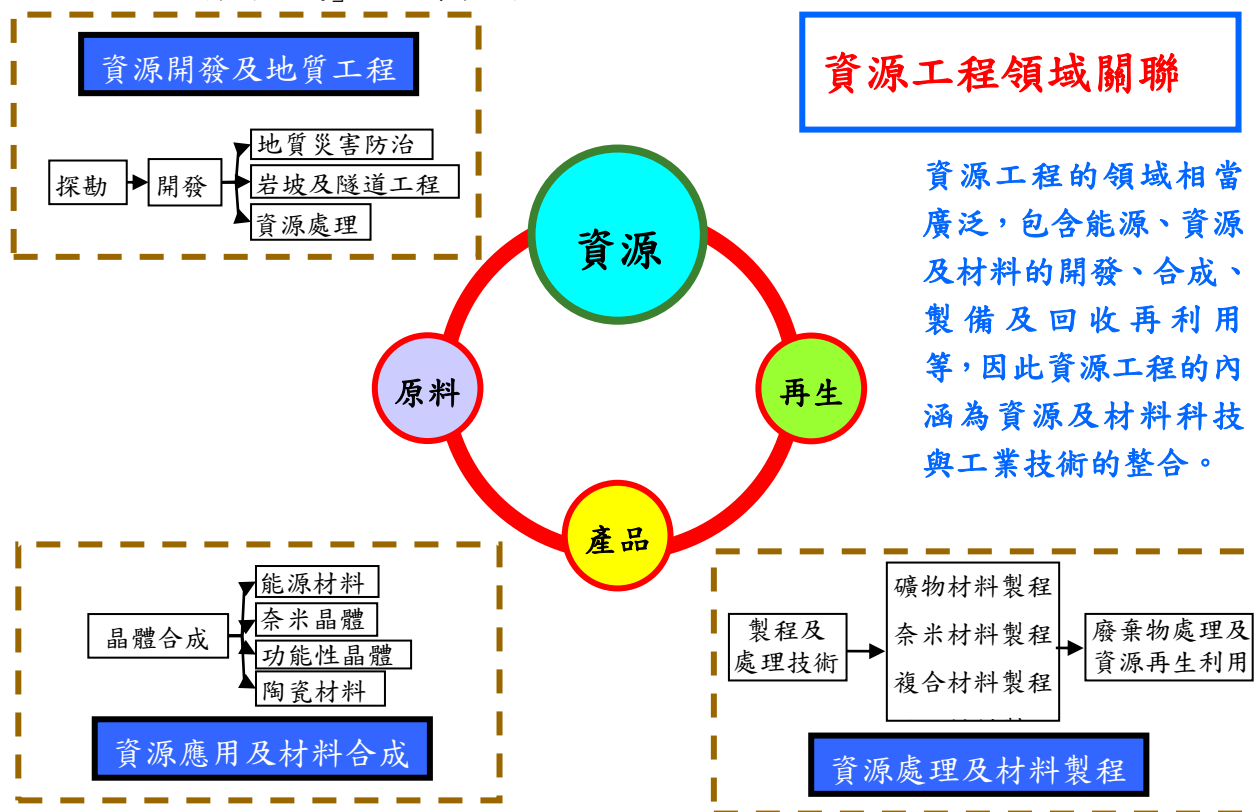 資源開發及地質工程
探勘
開發
地質災害防治
岩坡及隧道工程
資源處理
資源工程領域關聯
資源工程的領域相當
廣泛，包含能源、資源
及材料的開發、合成、
製備及回收再利用
等，因此資源工程的內
涵為資源及材料科技
與工業技術的整合。
資源
原料
再生
產品
晶體合成
能源材料
奈米晶體
功能性晶體
陶瓷材料
資源應用及材料合成
製程及
處理技術
礦物材料製程
奈米材料製程
複合材料製程
廢棄物處理及
資源再生利用
資源處理及材料製程